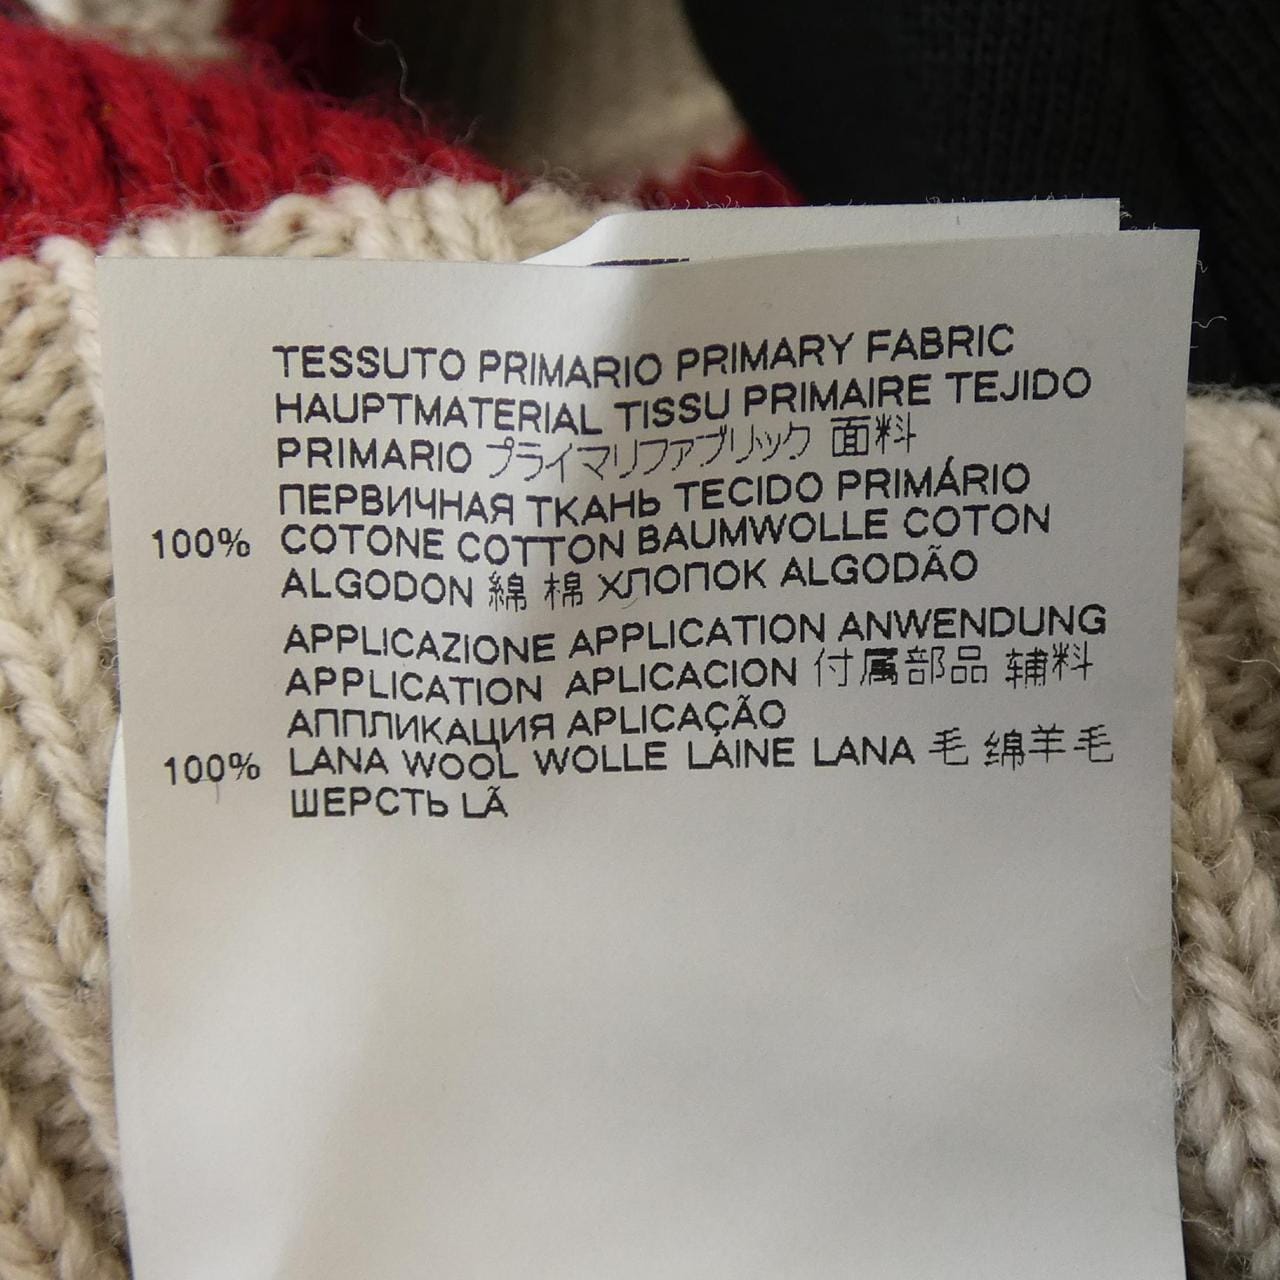 TESSUTO PRIMARIO PRIMARY FABRIC
HAUPTMATERIAL TISSU PRIMAIRE TEJIDO
PRIMARIO プライマリファブリック 面料
ПЕРВИЧНАЯ ТКАНЬ TECIDO PRIMÁRIO
100% COTONE COTTON BAUMWOLLE COTON
ALGODON 綿 棉 ХЛОПОК ALGODÃO
APPLICAZIONE APPLICATION ANWENDUNG
APPLICATION APLICACION 付属部品 辅料
АППЛИКАЦИЯ APLICAÇÃO
100% LANA WOOL WOLLE LAINE LANA 毛 绵羊毛
ШЕРСТЬ LÃ